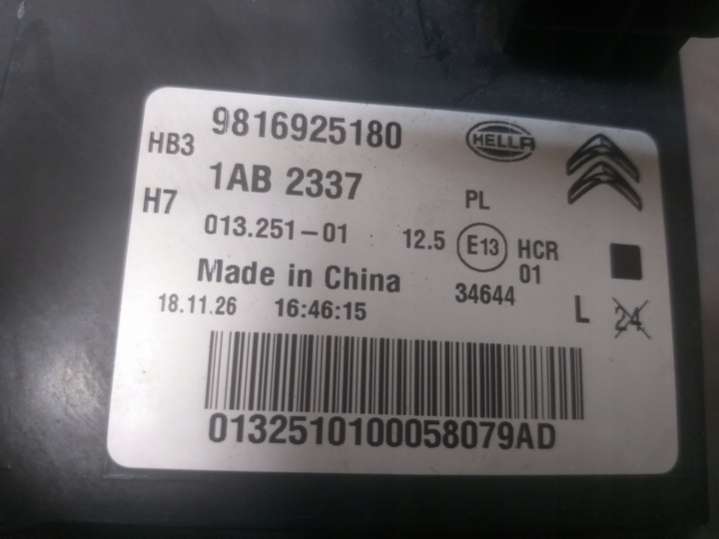 9816925180
HB3
HELLA
1AB 2337
H7
PL
013.251-01
12.5
E13
HCR
01
Made in China
34644
18.11.26 16:46:15
L
24
0132510100058079AD